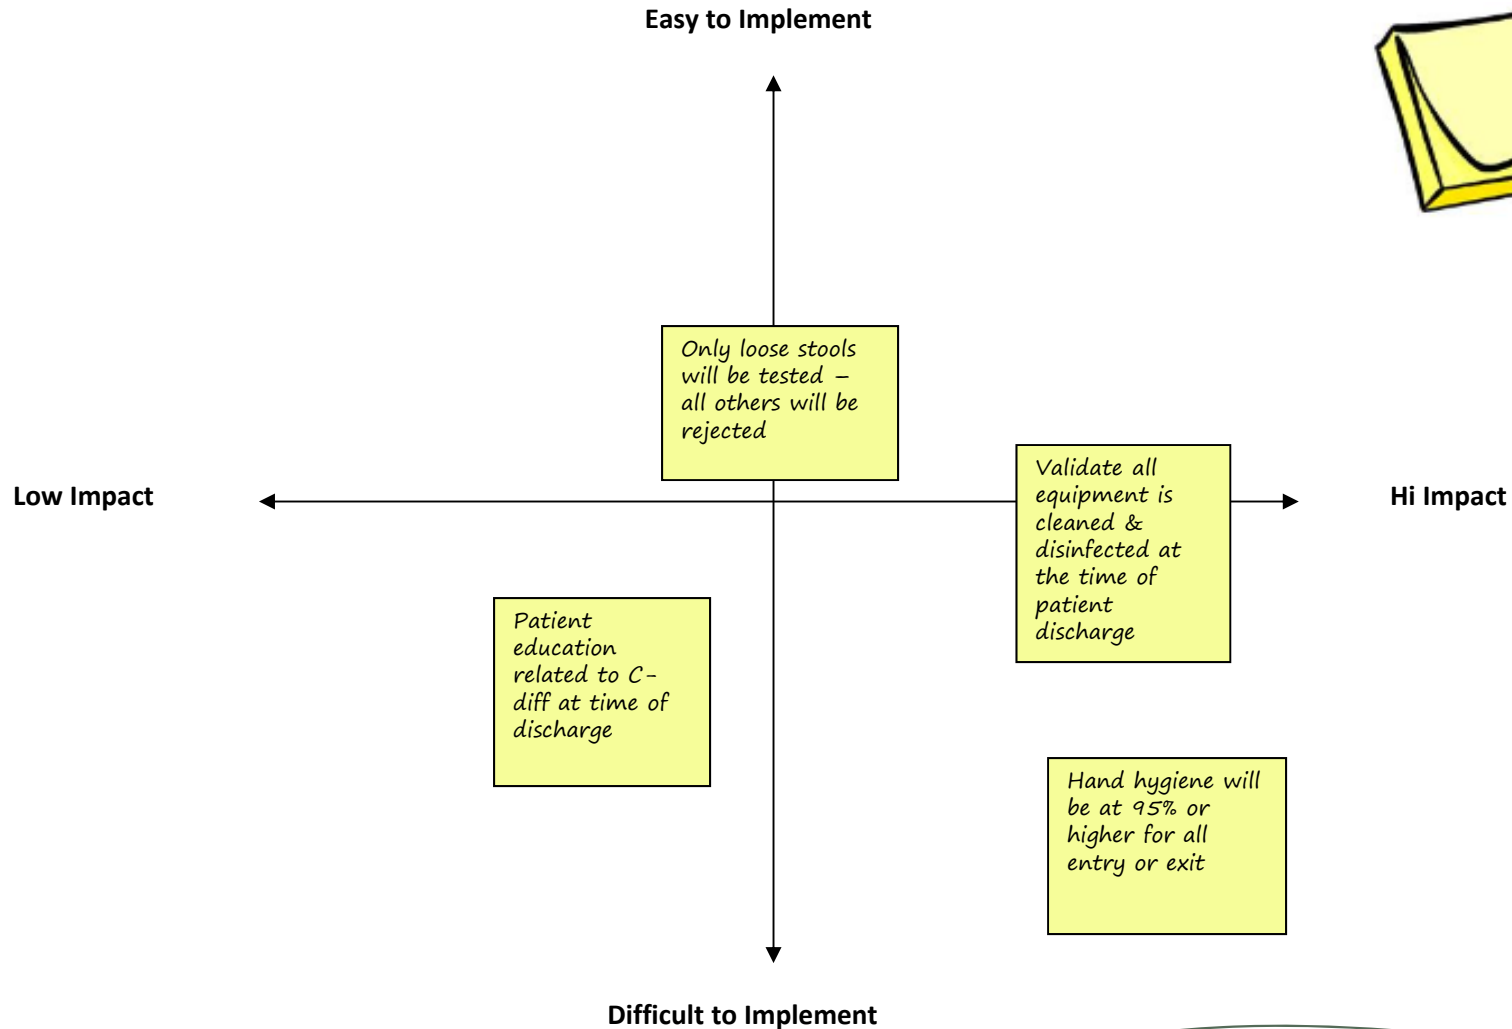 Easy to Implement
Only loose stools
will be tested –
all others will be
rejected
Low Impact
Validate all
equipment is
cleaned &
disinfected at
the time of
patient
discharge
Hi Impact
Patient
education
related to C-
diff at time of
discharge
Hand hygiene will
be at 95% or
higher for all
entry or exit
Difficult to Implement